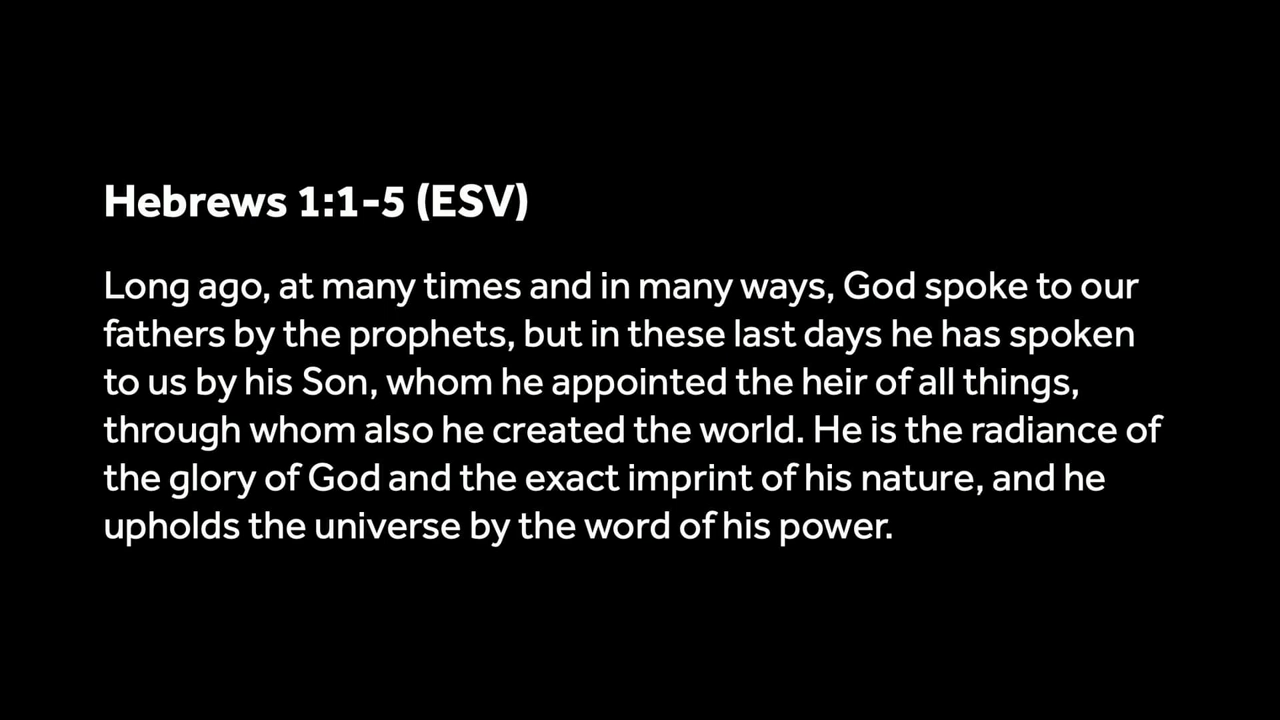 Hebrews 1:1-5 (ESV)
Long ago, at many times and in many ways, God spoke to our
fathers by the prophets, but in these last days he has spoken
to us by his Son, whom he appointed the heir of all things,
through whom also he created the world. He is the radiance of
the glory of God and the exact imprint of his nature, and he
upholds the universe by the word of his power.